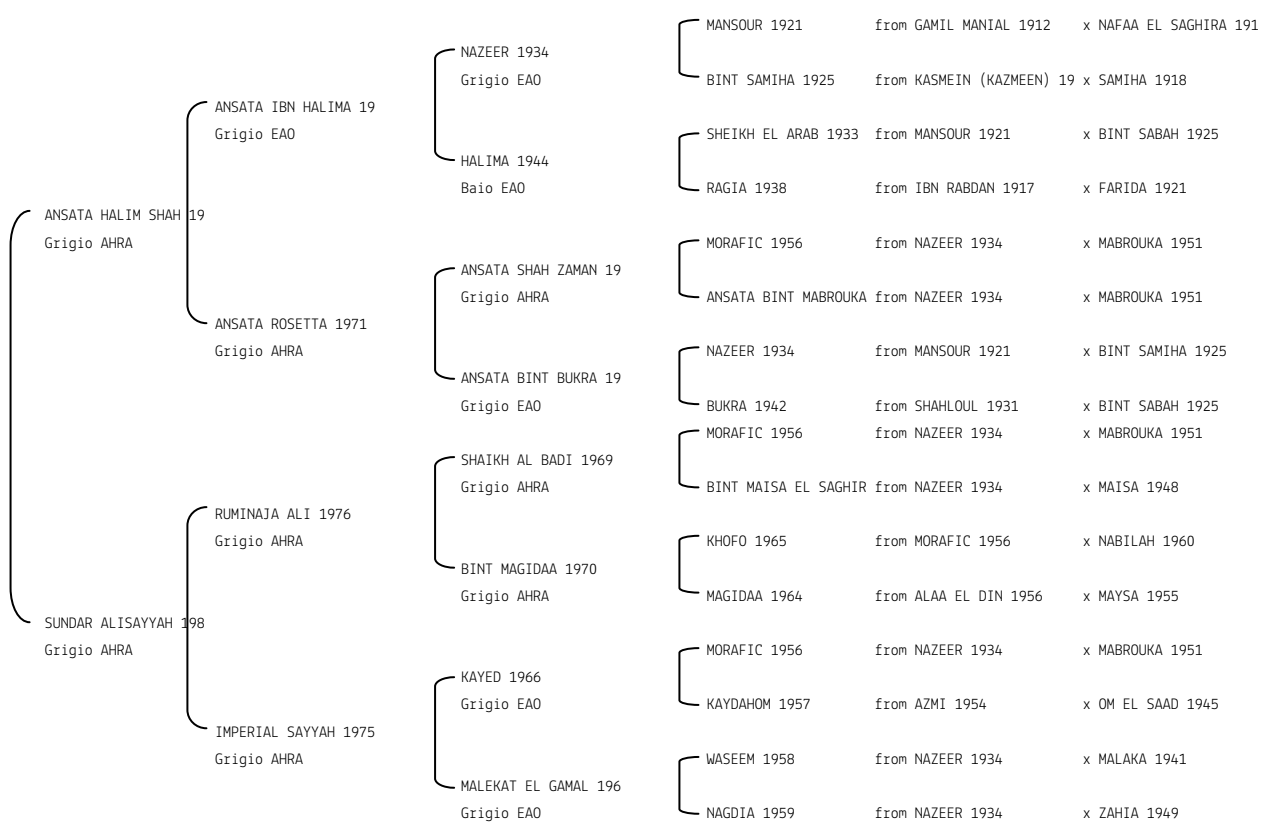 MANSOUR 1921 from GAMIL MANIAL 1912 x NAFAA EL SAGHIRA 191
NAZEER 1934
Grigio EAO BINT SAMIHA 1925 from KASMEIN (KAZMEEN) 19 x SAMIHA 1918
ANSATA IBN HALIMA 19
Grigio EAO SHEIKH EL ARAB 1933 from MANSOUR 1921 x BINT SABAH 1925
HALIMA 1944
Baio EAO RAGIA 1938 from IBN RABDAN 1917 x FARIDA 1921
ANSATA HALIM SHAH 19
Grigio AHRA MORAFIC 1956 from NAZEER 1934 x MABROUKA 1951
ANSATA SHAH ZAMAN 19
Grigio AHRA ANSATA BINT MABROUKA from NAZEER 1934 x MABROUKA 1951
ANSATA ROSETTA 1971
Grigio AHRA NAZEER 1934 from MANSOUR 1921 x BINT SAMIHA 1925
ANSATA BINT BUKRA 19
Grigio EAO BUKRA 1942 from SHAHLOUL 1931 x BINT SABAH 1925
MORAFIC 1956 from NAZEER 1934 x MABROUKA 1951
SHAIKH AL BADI 1969
Grigio AHRA BINT MAISA EL SAGHIR from NAZEER 1934 x MAISA 1948
RUMINAJA ALI 1976
Grigio AHRA KHOFO 1965 from MORAFIC 1956 x NABILAH 1960
BINT MAGIDAA 1970
Grigio AHRA MAGIDAA 1964 from ALAA EL DIN 1956 x MAYSA 1955
SUNDAR ALISAYYAH 198
Grigio AHRA MORAFIC 1956 from NAZEER 1934 x MABROUKA 1951
KAYED 1966
Grigio EAO KAYDAHOM 1957 from AZMI 1954 x OM EL SAAD 1945
IMPERIAL SAYYAH 1975
Grigio AHRA WASEEM 1958 from NAZEER 1934 x MALAKA 1941
MALEKAT EL GAMAL 196
Grigio EAO NAGDIA 1959 from NAZEER 1934 x ZAHIA 1949